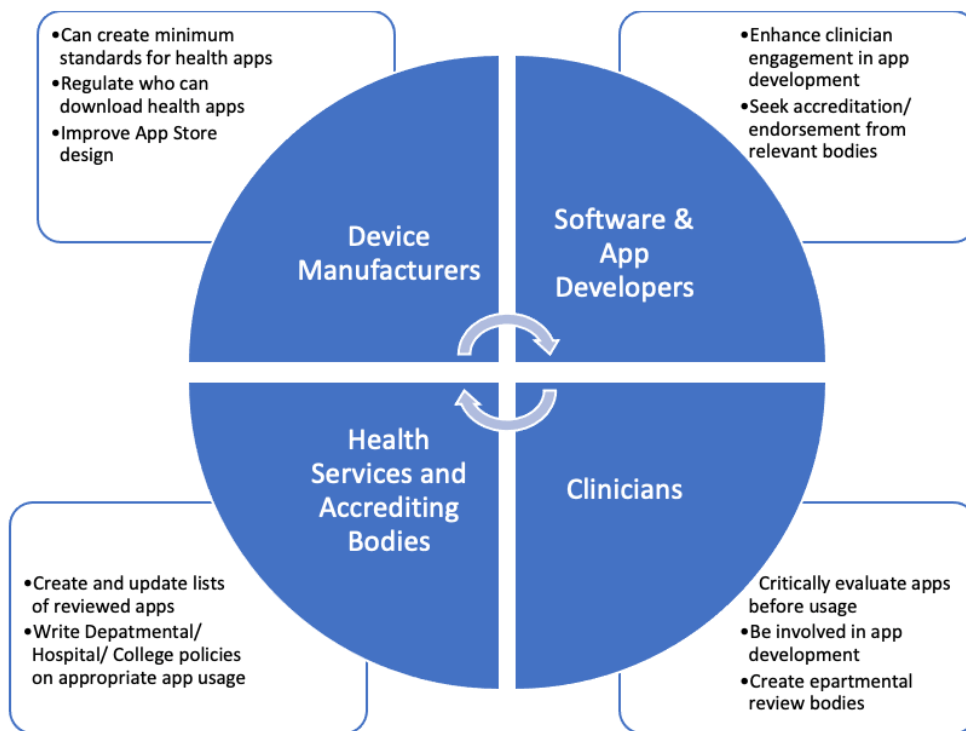 •Can create minimum
standards for health apps
•Regulate who can
download health apps
•Improve App Store
design
•Enhance clinician
engagement in app
development
•Seek accreditation/
endorsement from
relevant bodies
Device
Manufacturers
Software &
App
Developers
Health
Services and
Accrediting
Bodies
Clinicians
•Create and update lists
of reviewed apps
•Write Depatmental/
Hospital/ College policies
on appropriate app usage
Critically evaluate apps
before usage
•Be involved in app
development
•Create epartmental
review bodies